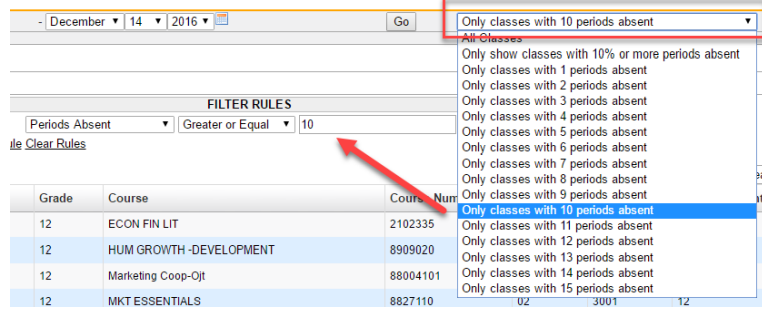 - December 14 2016 Go Only classes with 10 periods absent
All Classes
Only show classes with 10% or more periods absent
Only classes with 1 periods absent
Only classes with 2 periods absent
Only classes with 3 periods absent
Only classes with 4 periods absent
Only classes with 5 periods absent
Only classes with 6 periods absent
Only classes with 7 periods absent
Only classes with 8 periods absent
Only classes with 9 periods absent
Only classes with 10 periods absent
Only classes with 11 periods absent
Only classes with 12 periods absent
Only classes with 13 periods absent
Only classes with 14 periods absent
Only classes with 15 periods absent
FILTER RULES
Periods Absent Greater or Equal 10
Clear Rules
Grade Course
12 ECON FIN LIT 2102335
12 HUM GROWTH -DEVELOPMENT 8909020
12 Marketing Coop-Ojt 88004101
12 MKT ESSENTIALS 8827110 02 3001 12